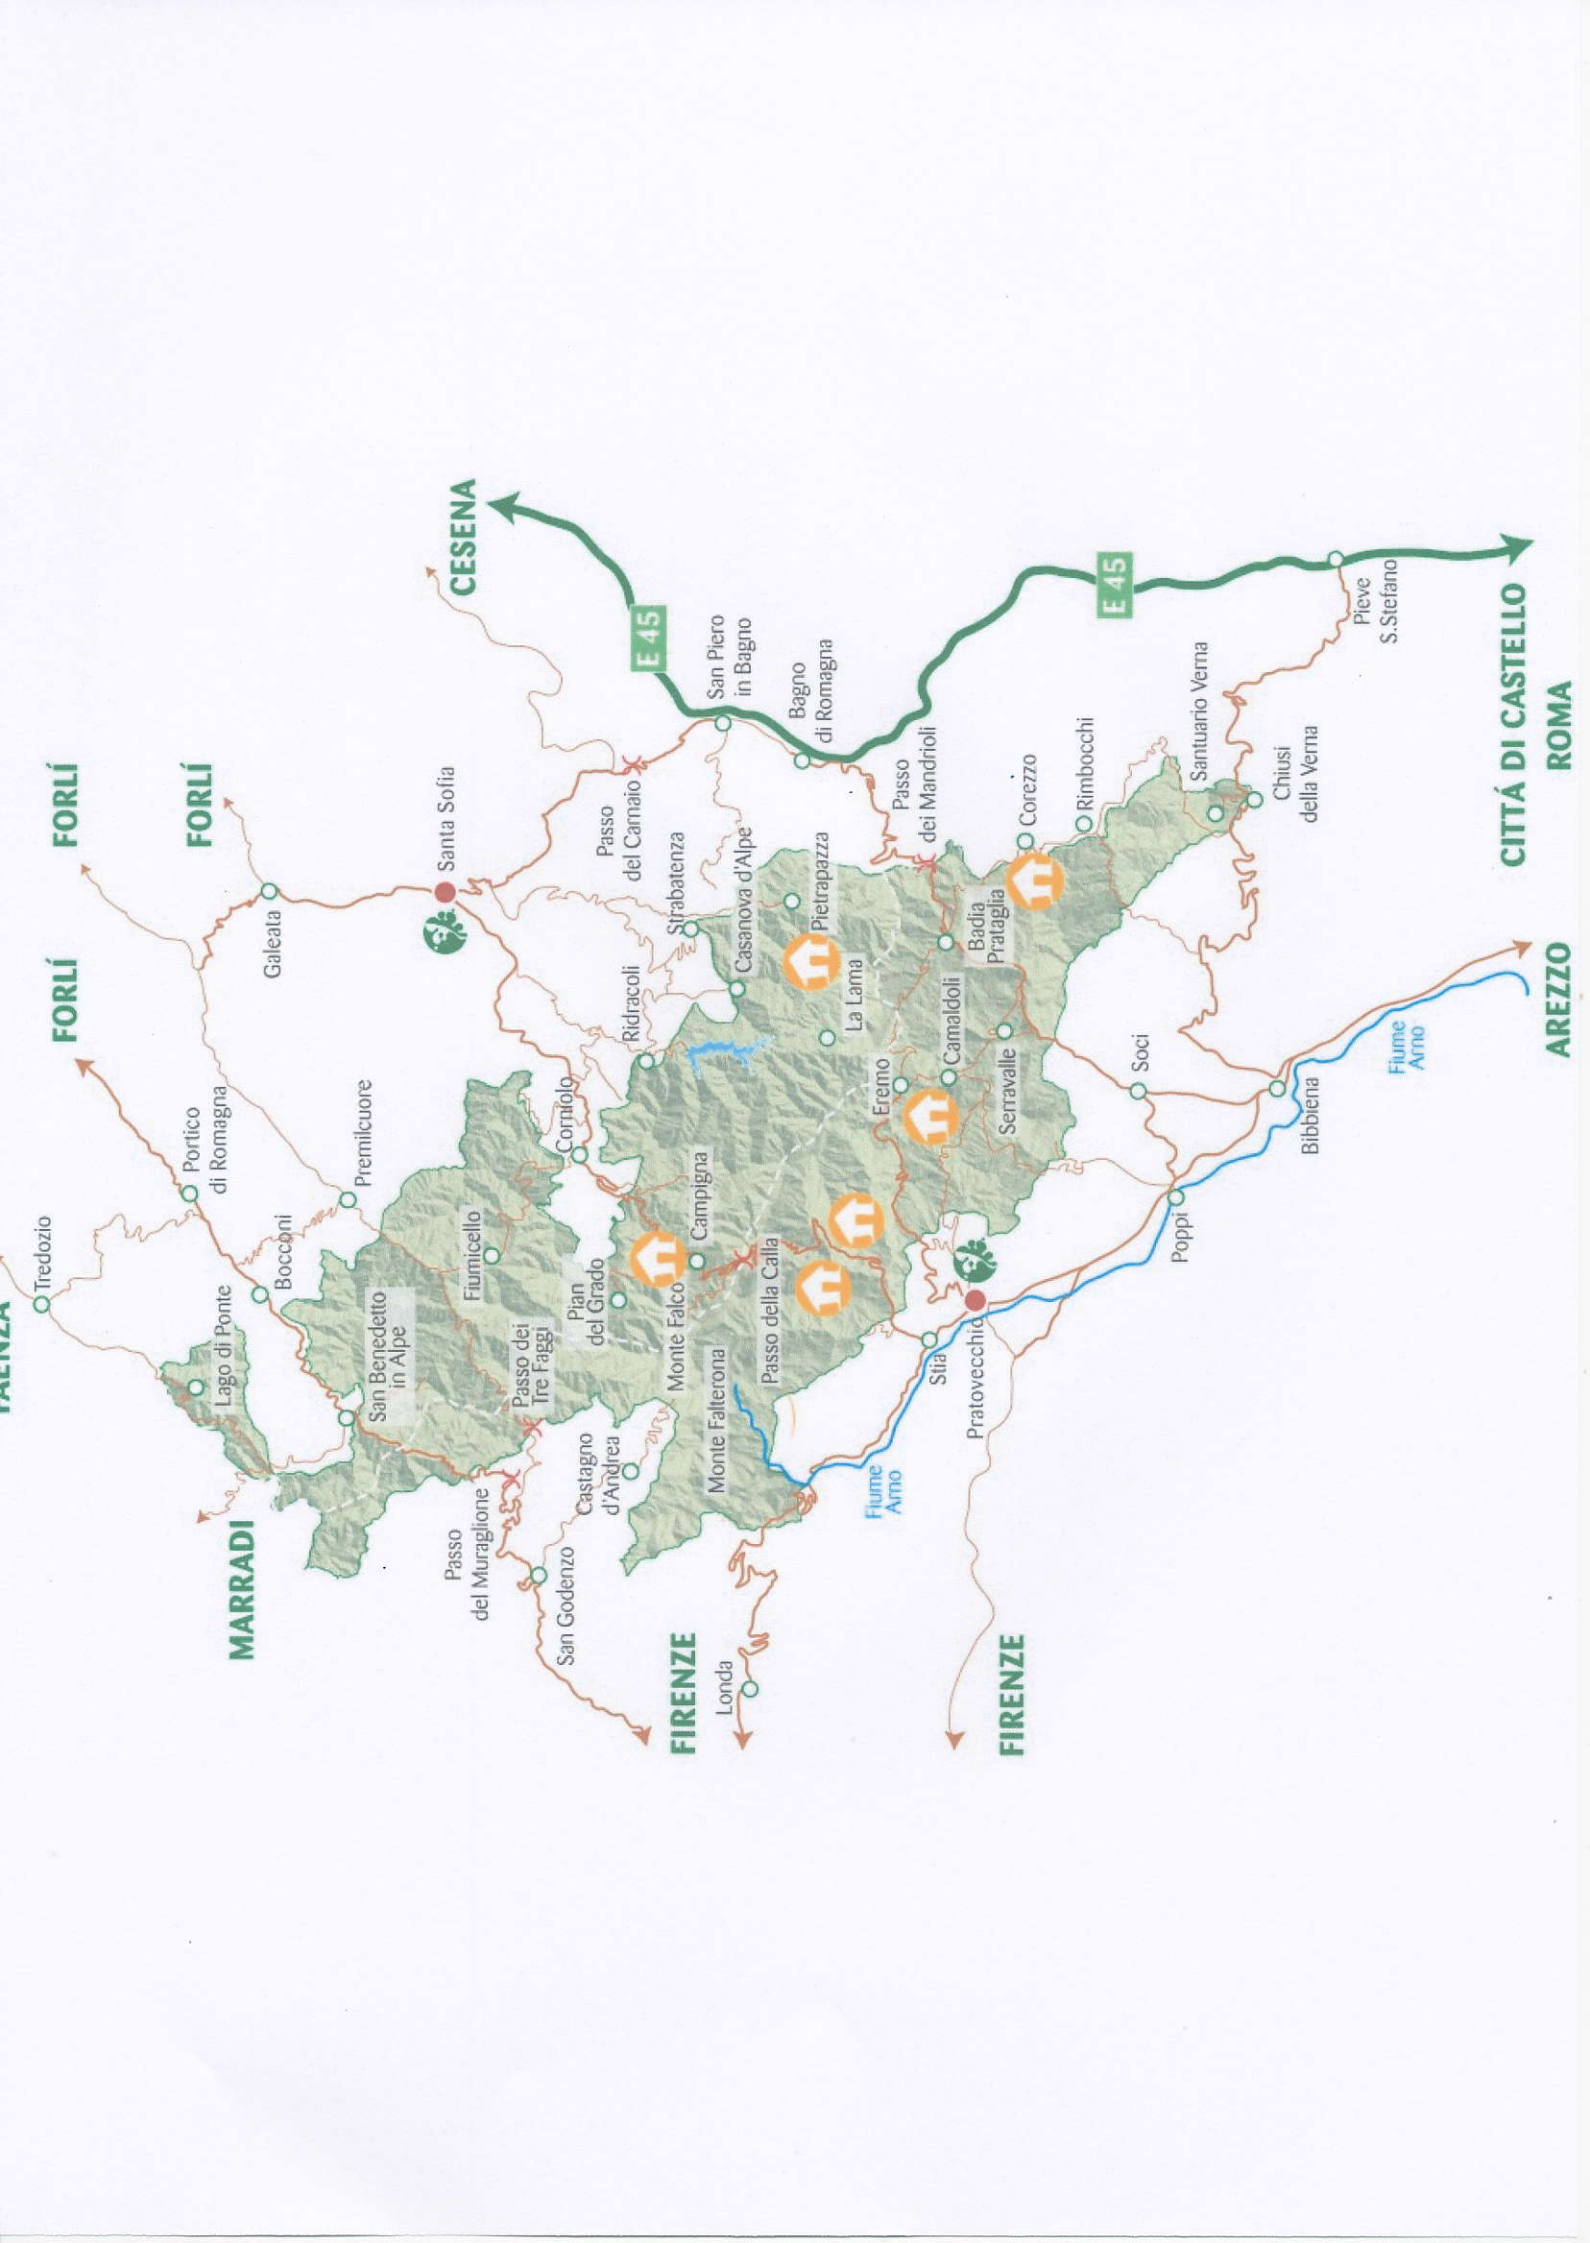 Tredozio
FORLÍ
FORLÍ
Portico
di Romagna
FORLÍ
Lago di Ponte
MARRADI
Bocconi
Galeata
Premilcuore
San Benedetto
in Alpe
Santa Sofia
CESENA
Passo
del Muraglione
Fiumicello
Passo dei
Tre Faggi
San Godenzo
Corniolo
Castagno
d'Andrea
Pian
del Grado
Passo
del Carnaio
Ridracoli
E 45
FIRENZE
Monte Falco
Strabatenza
Campigna
Londa
Monte Falterona
San Piero
in Bagno
Casanova d'Alpe
Passo della Calla
Bagno
di Romagna
Pietrapazza
La Lama
Fiume
Arno
Eremo
Passo
dei Mandrioli
Stia
Camaldoli
Pratovecchio
Badia
Prataglia
FIRENZE
Serravalle
Corezzo
Rimbocchi
E 45
Soci
Poppi
Santuario Verna
Chiusi
della Verna
Bibbiena
Pieve
S.Stefano
Fiume
Arno
CITTÁ DI CASTELLO
ROMA
AREZZO